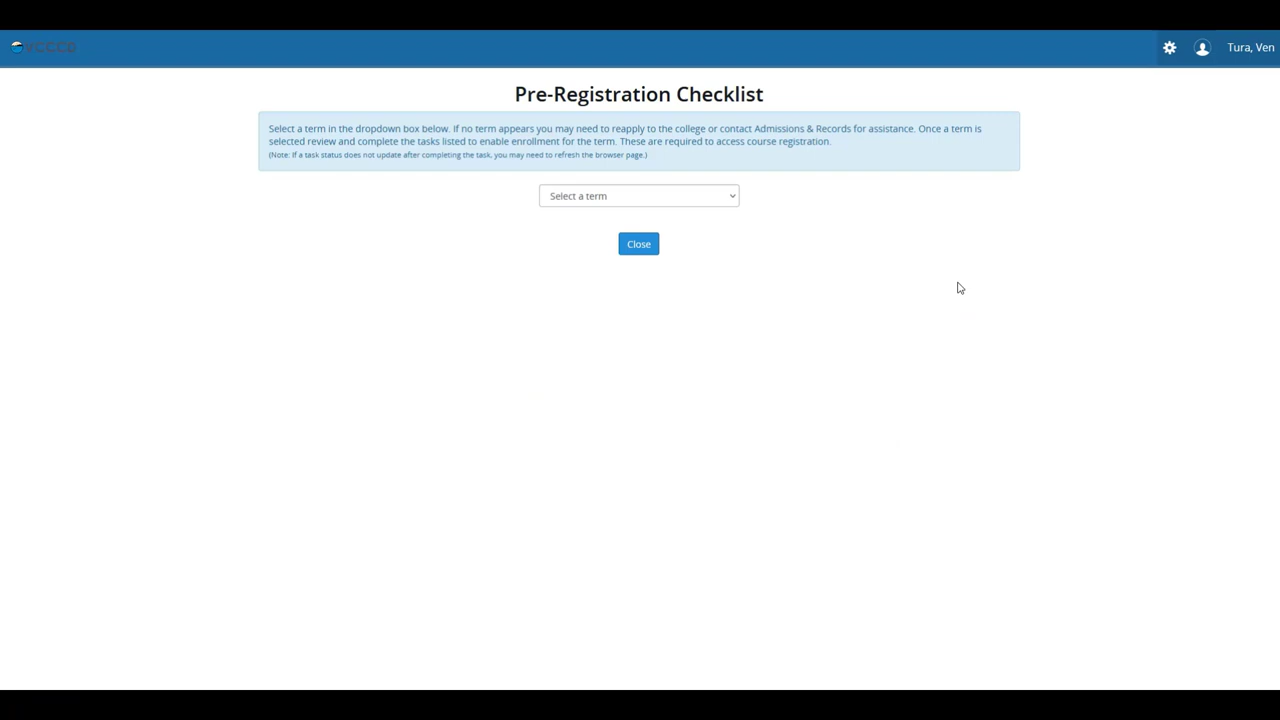 VCCCD
Tura, Ven
Pre-Registration Checklist
Select a term in the dropdown box below. If no term appears you may need to reapply to the college or contact Admissions & Records for assistance. Once a term is
selected review and complete the tasks listed to enable enrollment for the term. These are required to access course registration.
(Note: If a task status does not update after completing the task, you may need to refresh the browser page.)
Select a term
Close